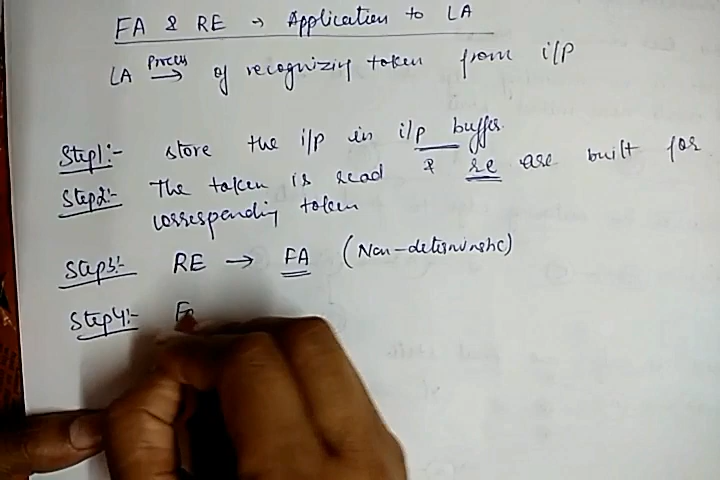 FA & RE → Application to LA
LA Process → of recognizing token from i/p
Step1:- store the i/p in i/p buffer.
Step2:- The token is read & re are built for
corresponding token
Step3:- RE → FA (Non-deterministic)
Step4:-